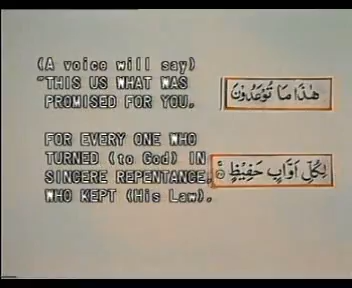 (A voice will say)
"THIS US WHAT WAS
PROMISED FOR YOU.
هَٰذَا مَا تُوعَدُونَ
FOR EVERY ONE WHO
TURNED (to God) IN
SINCERE REPENTANCE,
WHO KEPT (His Law).
لِكُلِّ أَوَّابٍ حَفِيظٍ